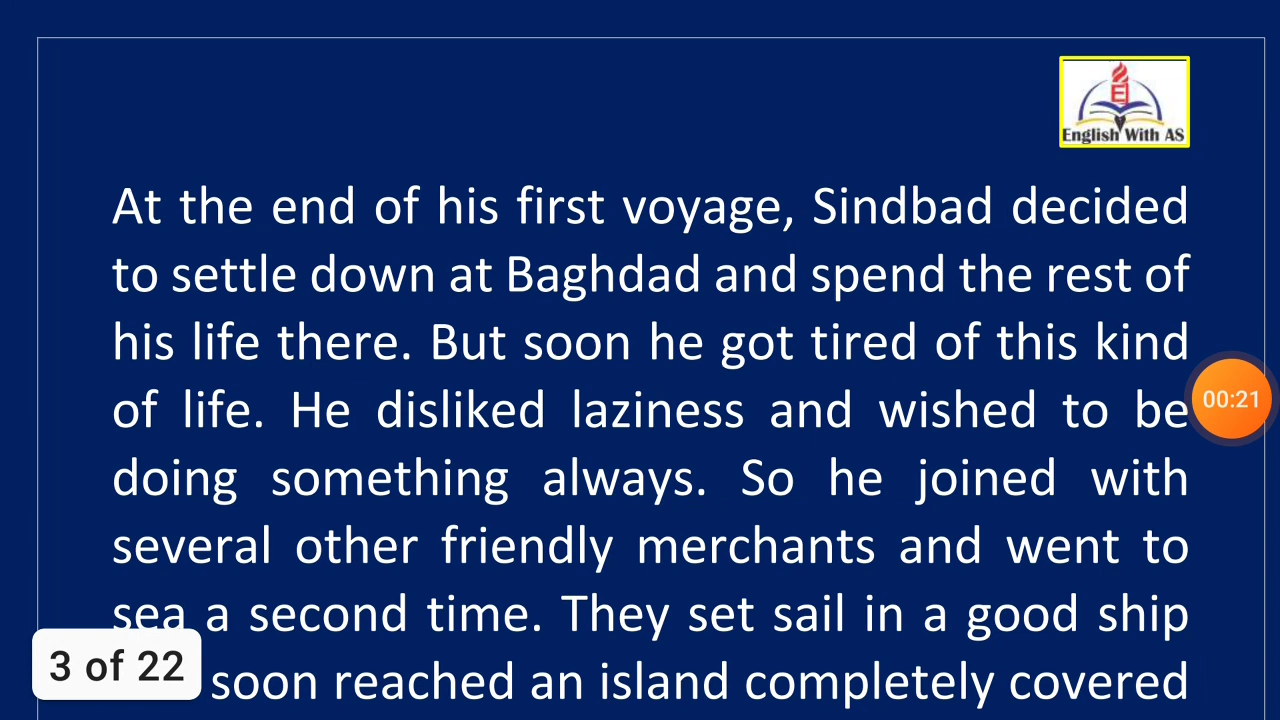 English With AS
At the end of his first voyage, Sindbad decided
to settle down at Baghdad and spend the rest of
his life there. But soon he got tired of this kind
of life. He disliked laziness and wished to be
doing something always. So he joined with
several other friendly merchants and went to
sea a second time. They set sail in a good ship
soon reached an island completely covered
3 of 22
00:21